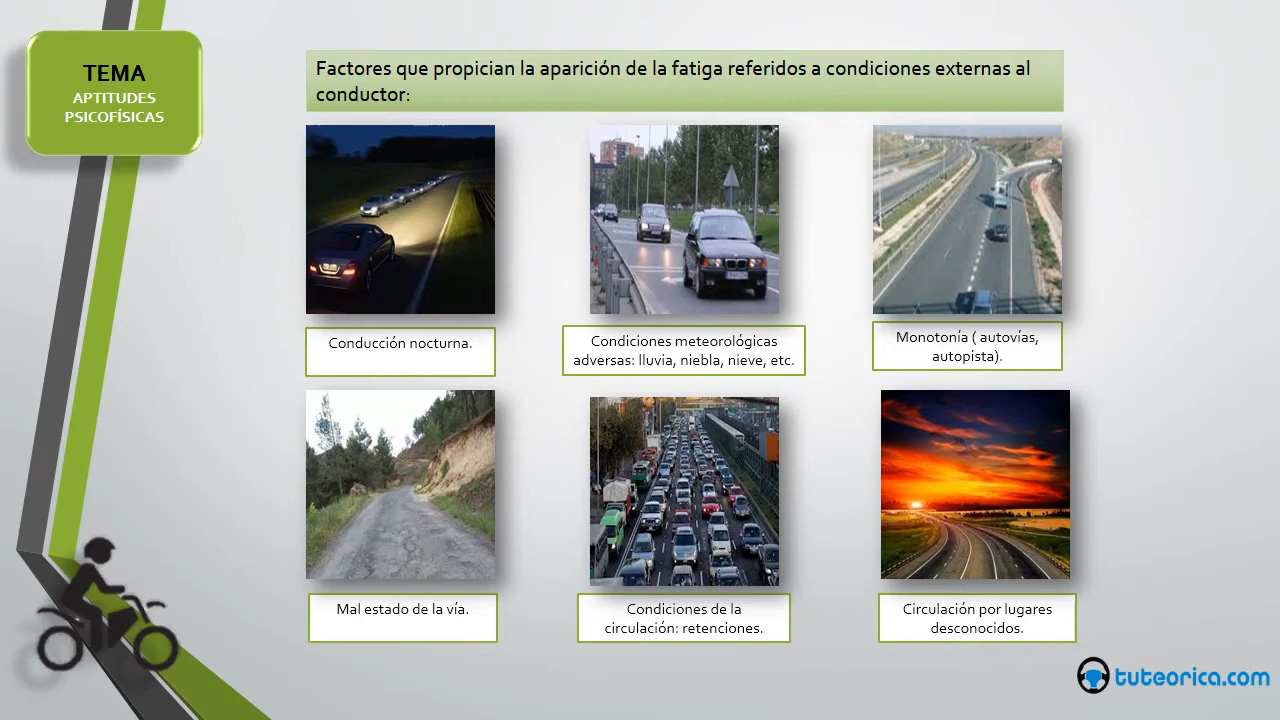 TEMA
APTITUDES
PSICOFÍSICAS
Factores que propician la aparición de la fatiga referidos a condiciones externas al
conductor:
Conducción nocturna.
Condiciones meteorológicas
adversas: lluvia, niebla, nieve, etc.
Monotonía ( autovías,
autopista).
Mal estado de la vía.
Condiciones de la
circulación: retenciones.
Circulación por lugares
desconocidos.
tuteorica.com